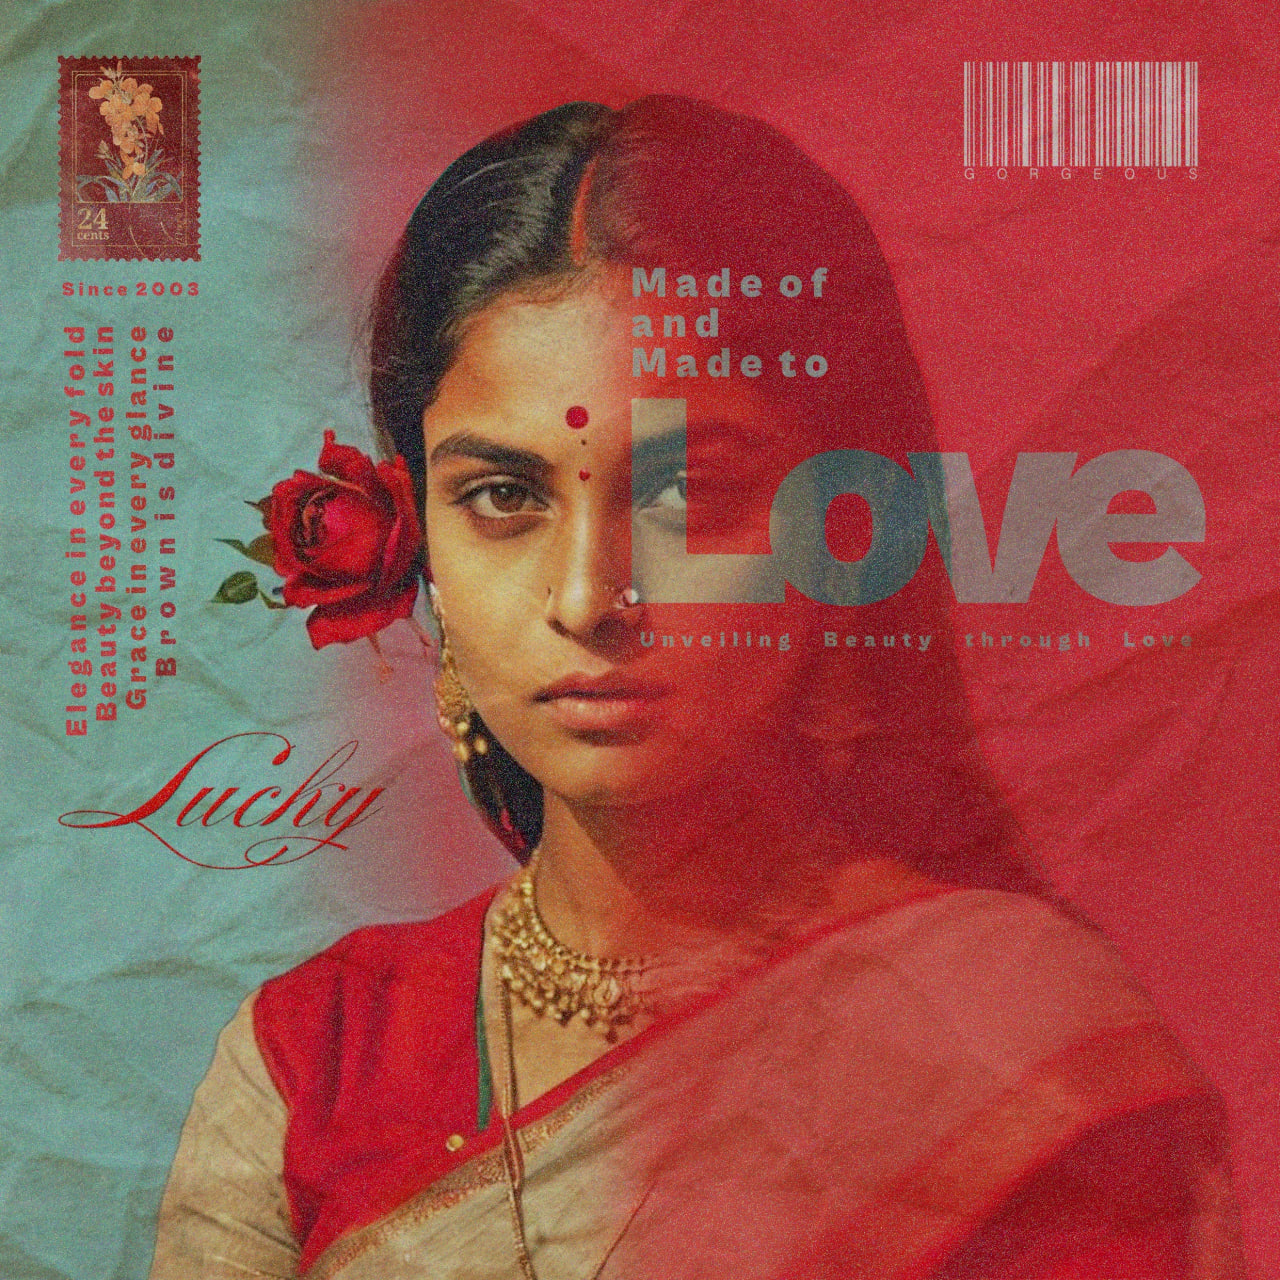 24
cents
Since 2003
Elegance in every fold
Beauty beyond the skin
Grace in every glance
Brown is divine
Lucky
GORGEOUS
Made of
and
Made to
Love
Unveiling Beauty through Love